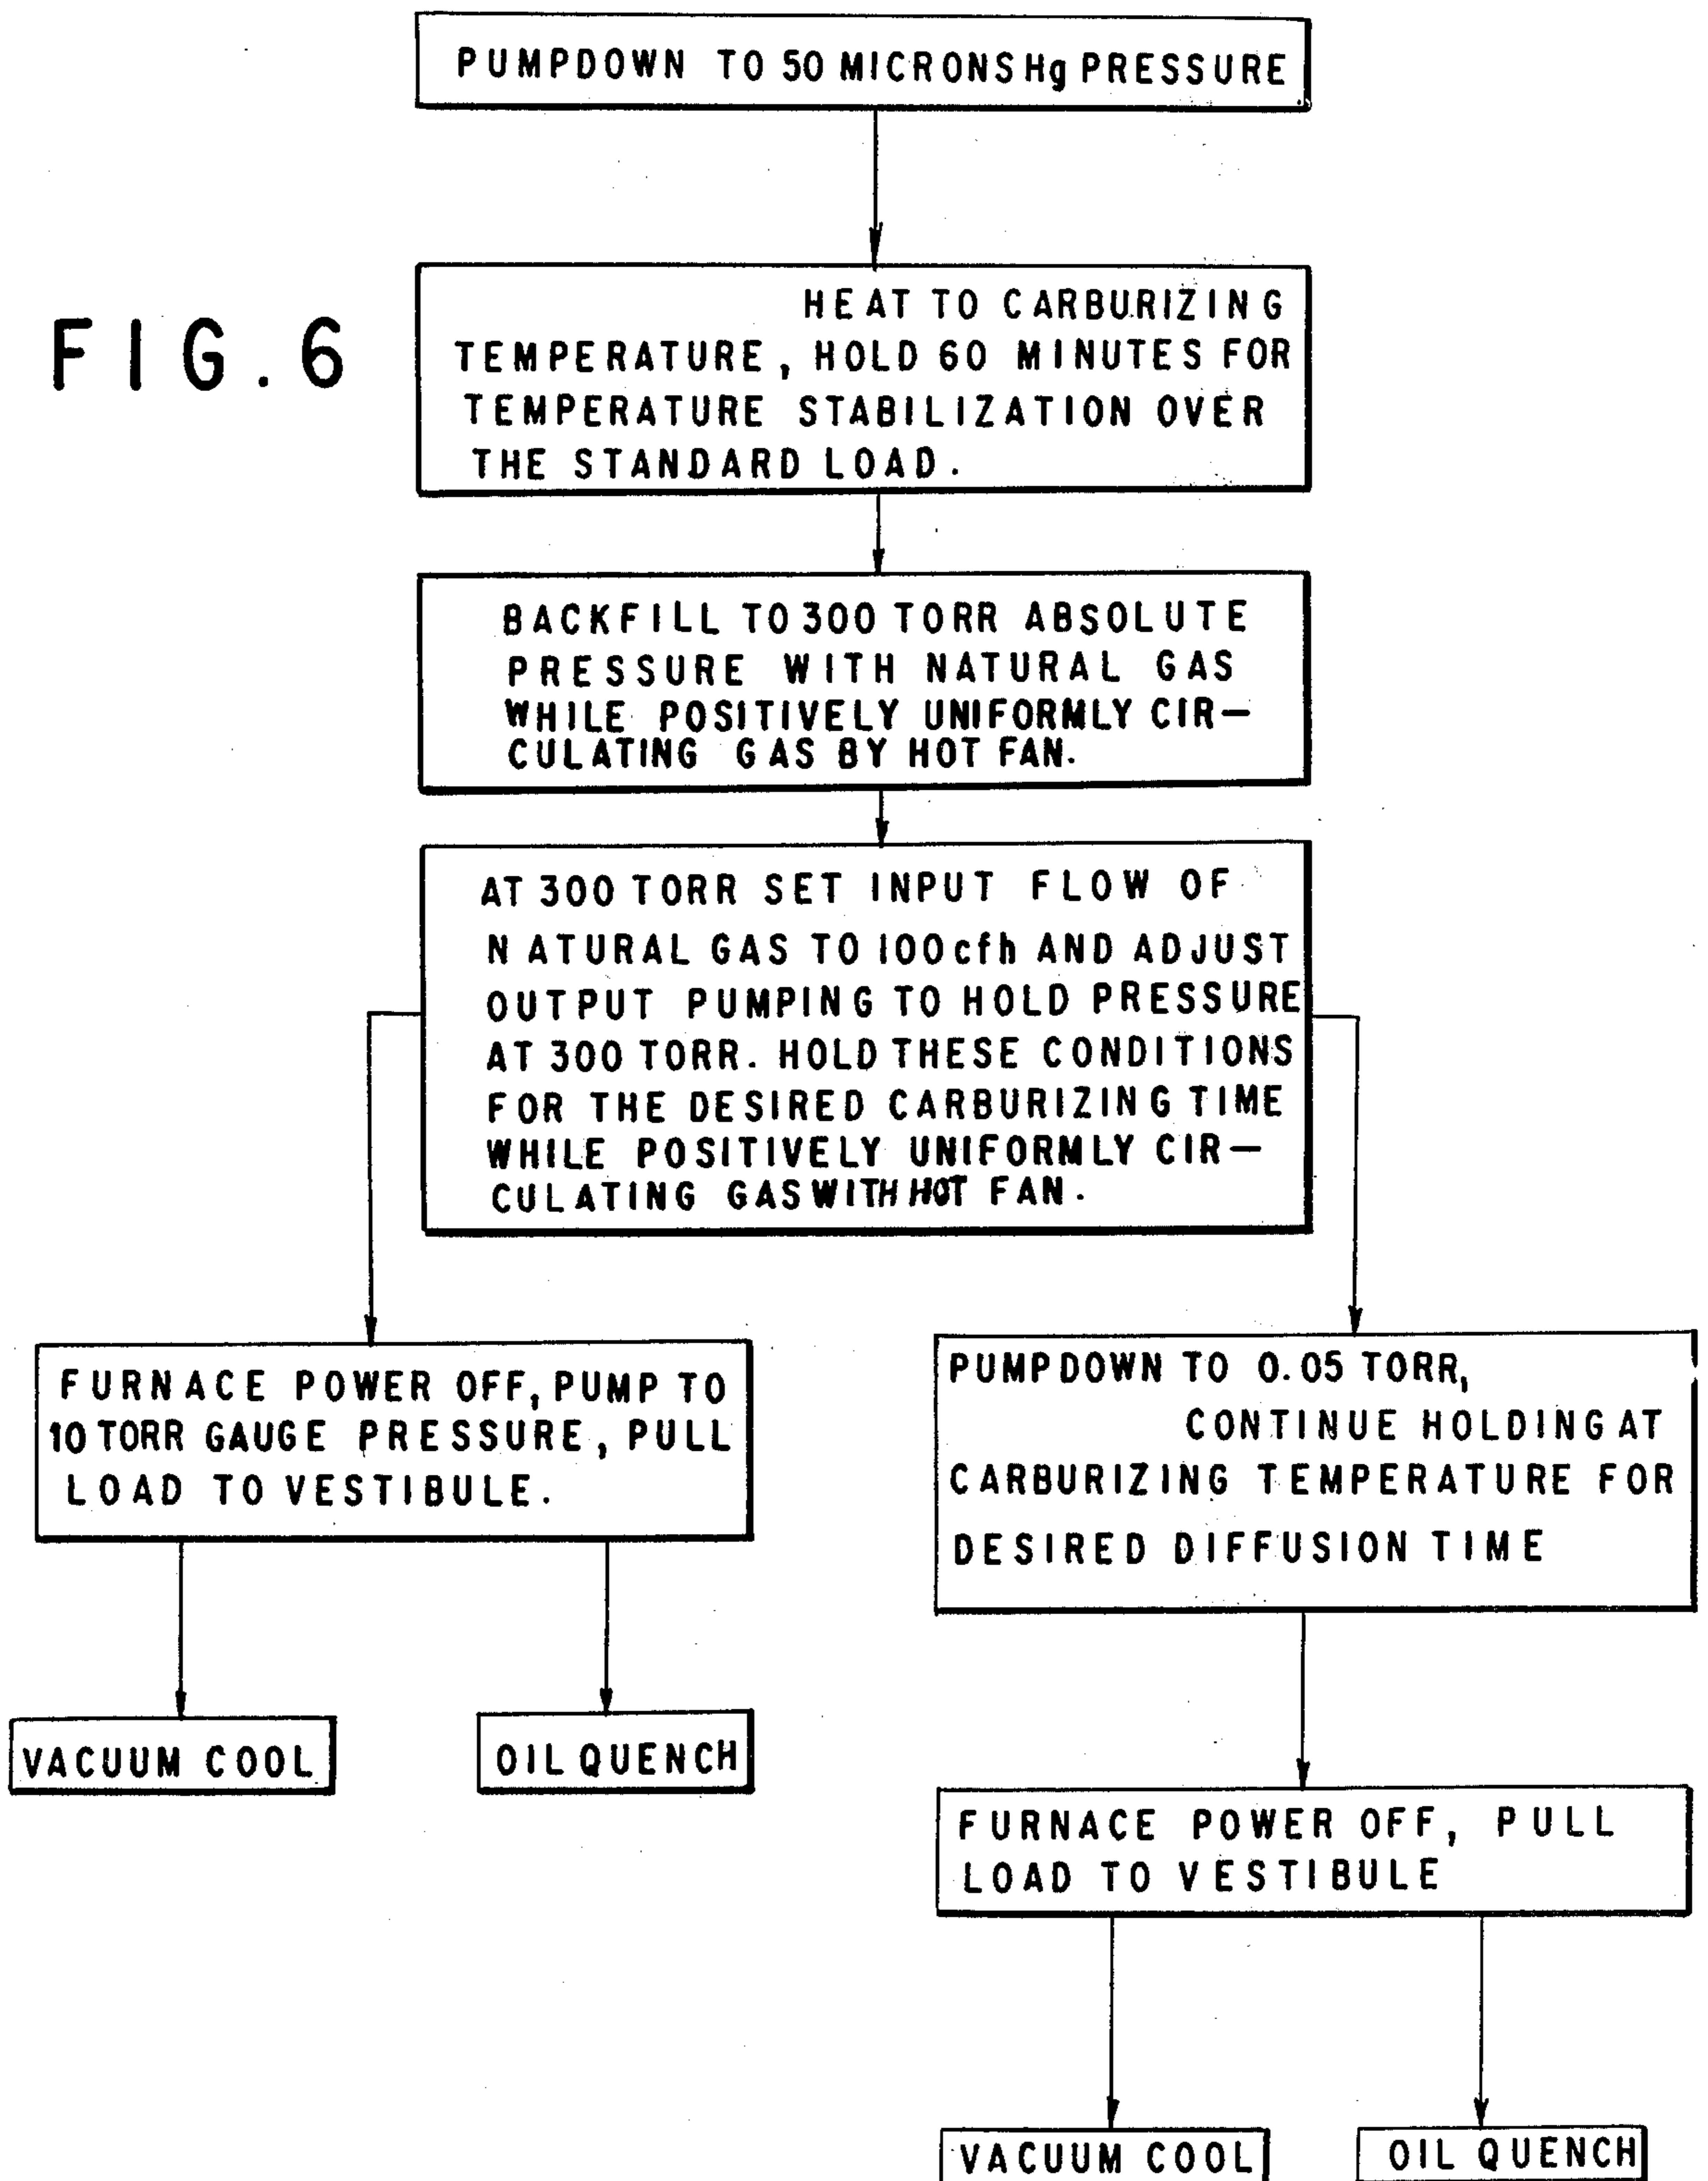 PUMPDOWN TO 50 MICRONS Hg PRESSURE
FIG. 6
HEAT TO CARBURIZING
TEMPERATURE, HOLD 60 MINUTES FOR
TEMPERATURE STABILIZATION OVER
THE STANDARD LOAD.
BACKFILL TO 300 TORR ABSOLUTE
PRESSURE WITH NATURAL GAS
WHILE POSITIVELY UNIFORMLY CIR-
CULATING GAS BY HOT FAN.
AT 300 TORR SET INPUT FLOW OF
NATURAL GAS TO 100 cfh AND ADJUST
OUTPUT PUMPING TO HOLD PRESSURE
AT 300 TORR. HOLD THESE CONDITIONS
FOR THE DESIRED CARBURIZING TIME
WHILE POSITIVELY UNIFORMLY CIR-
CULATING GAS WITH HOT FAN.
FURNACE POWER OFF, PUMP TO
10 TORR GAUGE PRESSURE, PULL
LOAD TO VESTIBULE.
VACUUM COOL
OIL QUENCH
PUMPDOWN TO 0.05 TORR,
CONTINUE HOLDING AT
CARBURIZING TEMPERATURE FOR
DESIRED DIFFUSION TIME
FURNACE POWER OFF, PULL
LOAD TO VESTIBULE
VACUUM COOL
OIL QUENCH